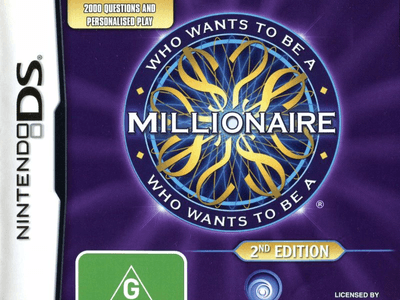 2000 QUESTIONS AND
PERSONALISED PLAY
NINTENDO DS
WHO WANTS TO BE A
MILLIONAIRE
WHO WANTS TO BE A
®
2ND EDITION
G
LICENSED BY